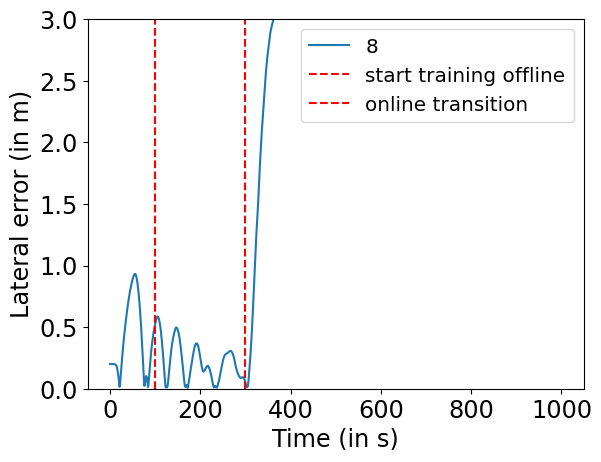 3.0
2.5
2.0
1.5
1.0
0.5
0.0
Lateral error (in m)
8
start training offline
online transition
0 200 400 600 800 1000
Time (in s)